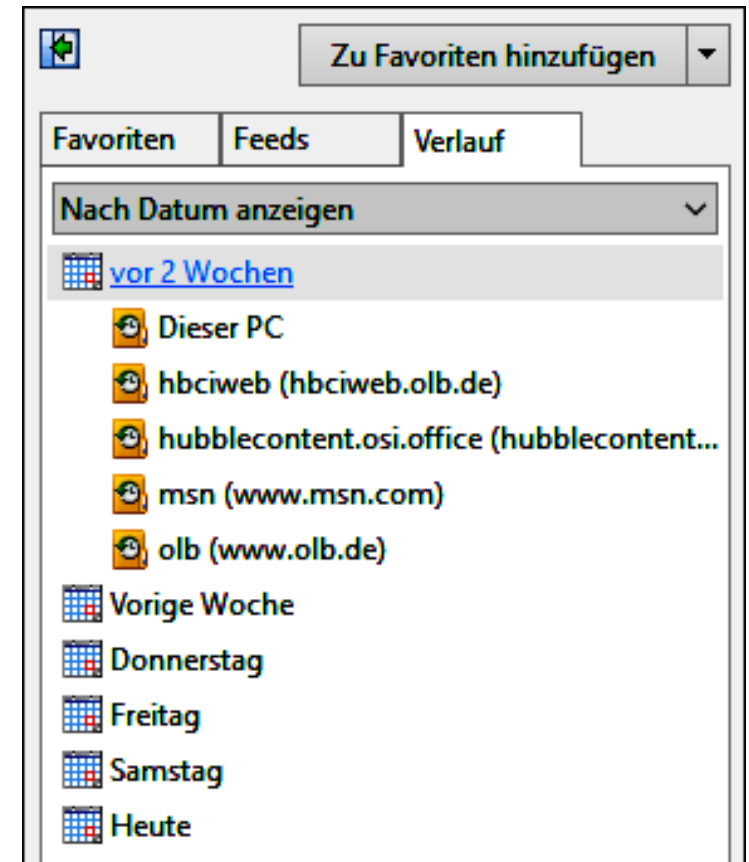 Zu Favoriten hinzufügen
Favoriten Feeds Verlauf
Nach Datum anzeigen
vor 2 Wochen
Dieser PC
hbciweb (hbciweb.olb.de)
hubblecontent.osi.office (hubblecontent...
msn (www.msn.com)
olb (www.olb.de)
Vorige Woche
Donnerstag
Freitag
Samstag
Heute